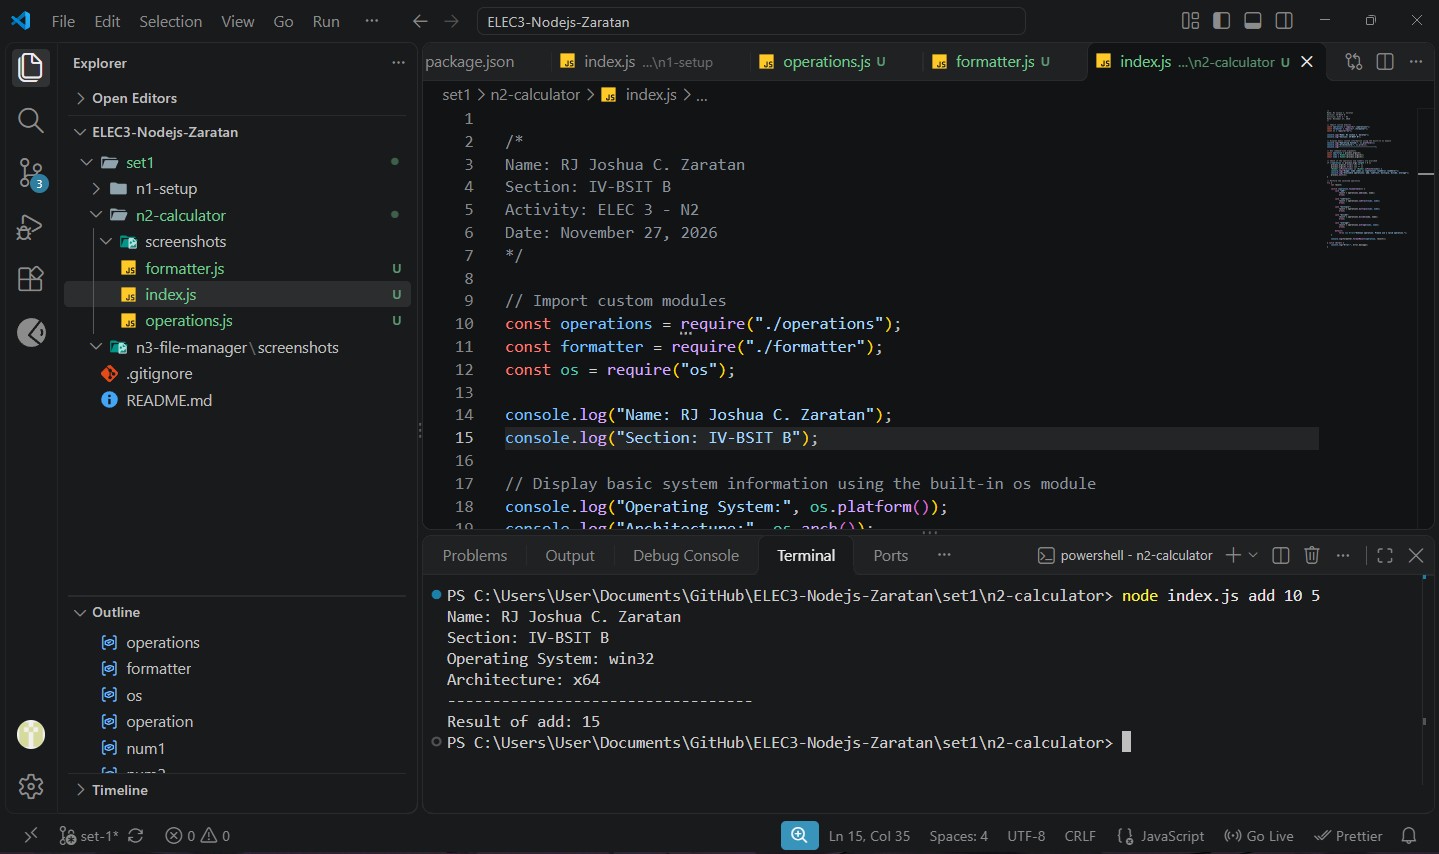 File Edit Selection View Go Run ···
ELEC3-Nodejs-Zaratan
Explorer
Open Editors
ELEC3-Nodejs-Zaratan
set1
n1-setup
n2-calculator
screenshots
formatter.js U
index.js U
operations.js U
n3-file-manager\screenshots
.gitignore
README.md
3
Outline
operations
formatter
os
operation
num1
num2
Timeline
package.json
index.js ...\n1-setup
operations.js U
formatter.js U
index.js ...\n2-calculator U
set1 > n2-calculator > index.js > ...
1
2 /*
3 Name: RJ Joshua C. Zaratan
4 Section: IV-BSIT B
5 Activity: ELEC 3 - N2
6 Date: November 27, 2026
7 */
8
9 // Import custom modules
10 const operations = require("./operations");
11 const formatter = require("./formatter");
12 const os = require("os");
13
14 console.log("Name: RJ Joshua C. Zaratan");
15 console.log("Section: IV-BSIT B");
16
17 // Display basic system information using the built-in os module
18 console.log("Operating System:", os.platform());
19 console.log("Architecture:", os.arch());
Problems Output Debug Console Terminal Ports ···
powershell - n2-calculator
PS C:\Users\User\Documents\GitHub\ELEC3-Nodejs-Zaratan\set1\n2-calculator> node index.js add 10 5
Name: RJ Joshua C. Zaratan
Section: IV-BSIT B
Operating System: win32
Architecture: x64
----------------------------------
Result of add: 15
PS C:\Users\User\Documents\GitHub\ELEC3-Nodejs-Zaratan\set1\n2-calculator>
set-1* 0 0
Ln 15, Col 35 Spaces: 4 UTF-8 CRLF {} JavaScript Go Live Prettier